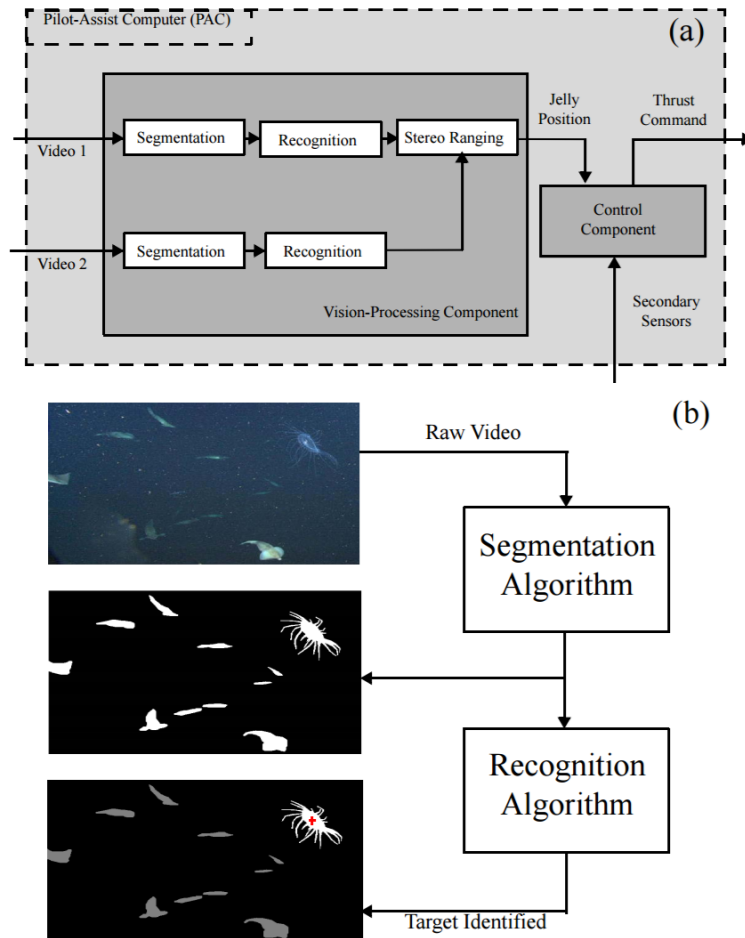 Pilot-Assist Computer (PAC)
(a)
Jelly
Position
Thrust
Command
Segmentation
Recognition
Stereo Ranging
Video 1
Control
Component
Segmentation
Recognition
Video 2
Vision-Processing Component
Secondary
Sensors
(b)
Raw Video
Segmentation
Algorithm
Recognition
Algorithm
Target Identified